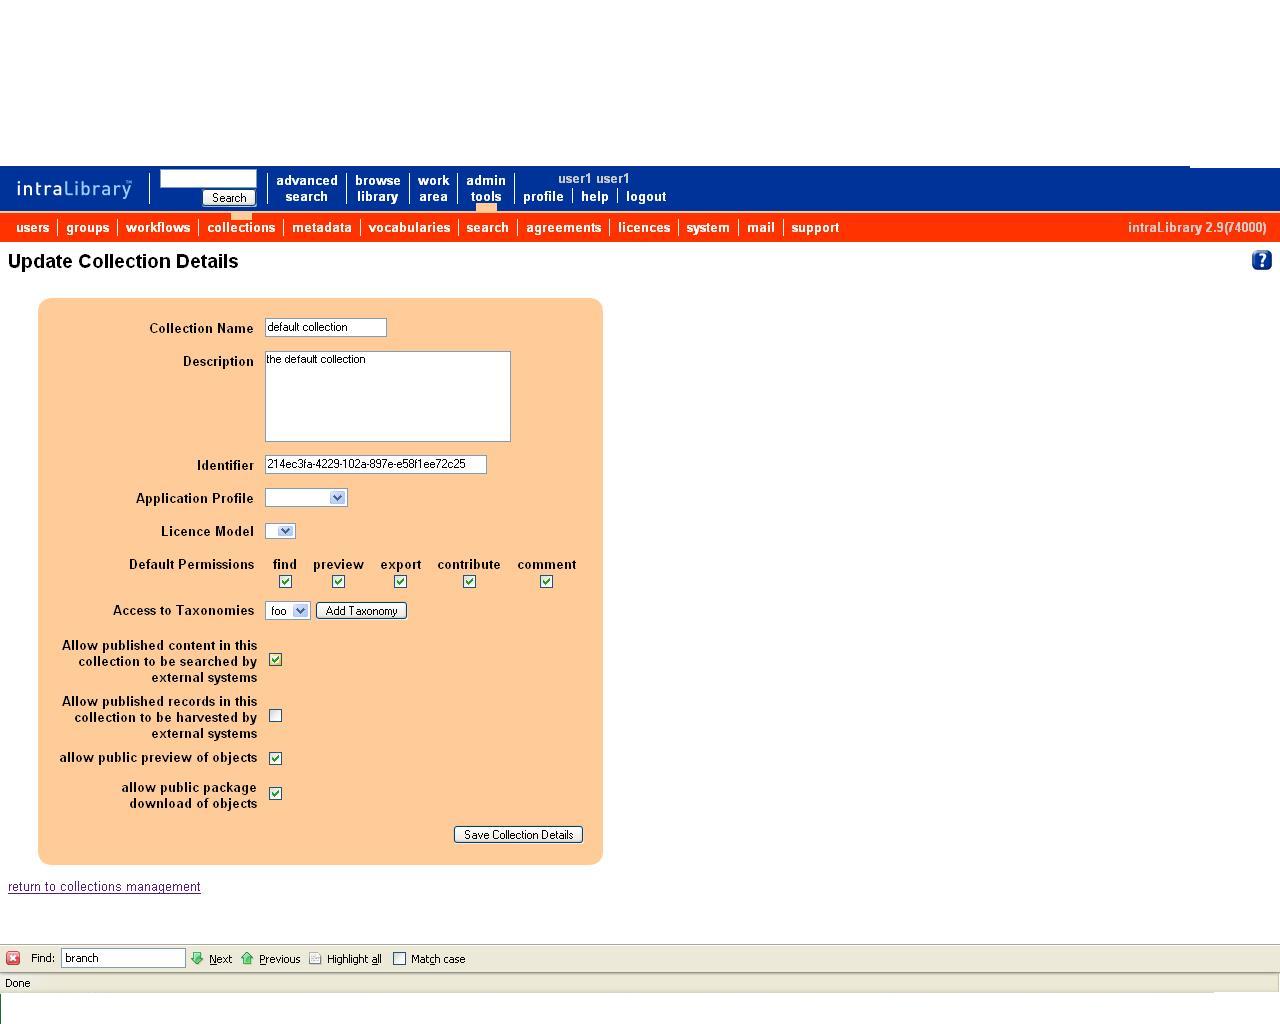 intraLibrary™
Search
advanced search
browse library
work area
admin tools
user1 user1
profile
help
logout
users
groups
workflows
collections
metadata
vocabularies
search
agreements
licences
system
mail
support
intraLibrary 2.9(74000)
Update Collection Details
?
Collection Name
default collection
Description
the default collection
Identifier
214ec3fa-4229-102a-897e-e58f1ee72c25
Application Profile
Licence Model
Default Permissions
find preview export contribute comment
Access to Taxonomies
foo
Add Taxonomy
Allow published content in this
collection to be searched by
external systems
Allow published records in this
collection to be harvested by
external systems
allow public preview of objects
allow public package
download of objects
Save Collection Details
return to collections management
Find: branch Next Previous Highlight all Match case
Done